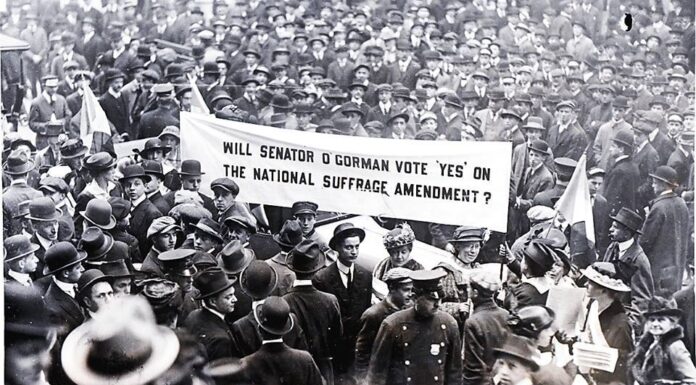 WILL SENATOR O'GORMAN VOTE 'YES' ON
THE NATIONAL SUFFRAGE AMENDMENT?